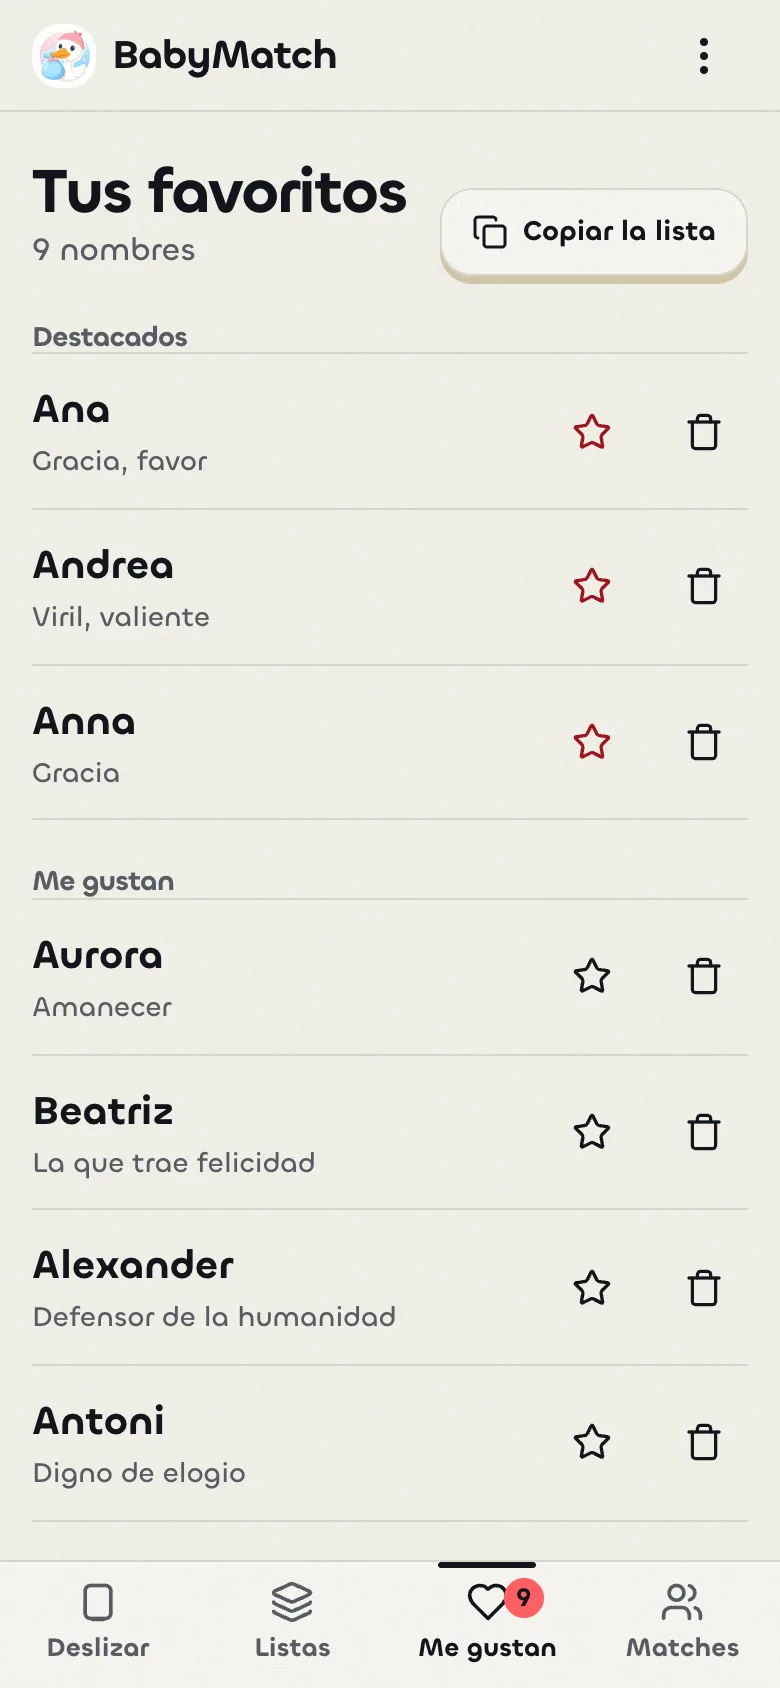 BabyMatch
Tus favoritos
9 nombres
Copiar la lista
Destacados
Ana
Gracia, favor
Andrea
Viril, valiente
Anna
Gracia
Me gustan
Aurora
Amanecer
Beatriz
La que trae felicidad
Alexander
Defensor de la humanidad
Antoni
Digno de elogio
9
Deslizar
Listas
Me gustan
Matches